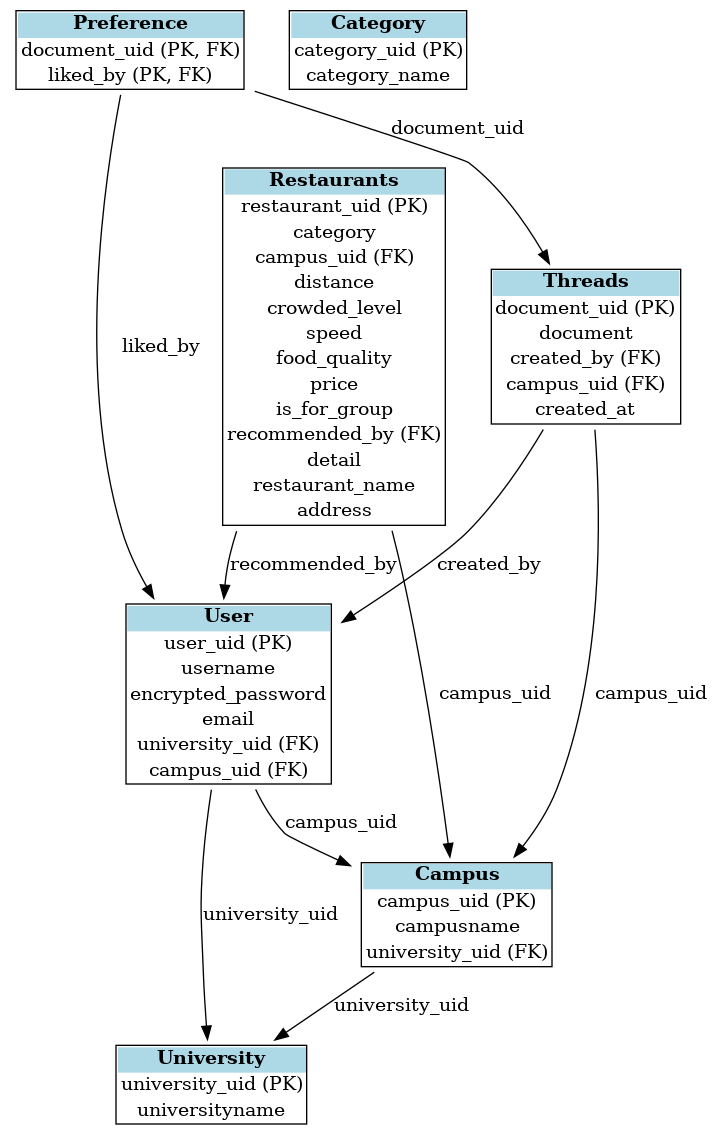 Preference
document_uid (PK, FK)
liked_by (PK, FK)
Category
category_uid (PK)
category_name
document_uid
Restaurants
restaurant_uid (PK)
category
campus_uid (FK)
distance
crowded_level
speed
food_quality
price
is_for_group
recommended_by (FK)
detail
restaurant_name
address
Threads
document_uid (PK)
document
created_by (FK)
campus_uid (FK)
created_at
liked_by
recommended_by
created_by
User
user_uid (PK)
username
encrypted_password
email
university_uid (FK)
campus_uid (FK)
campus_uid
campus_uid
campus_uid
Campus
campus_uid (PK)
campusname
university_uid (FK)
university_uid
university_uid
University
university_uid (PK)
universityname